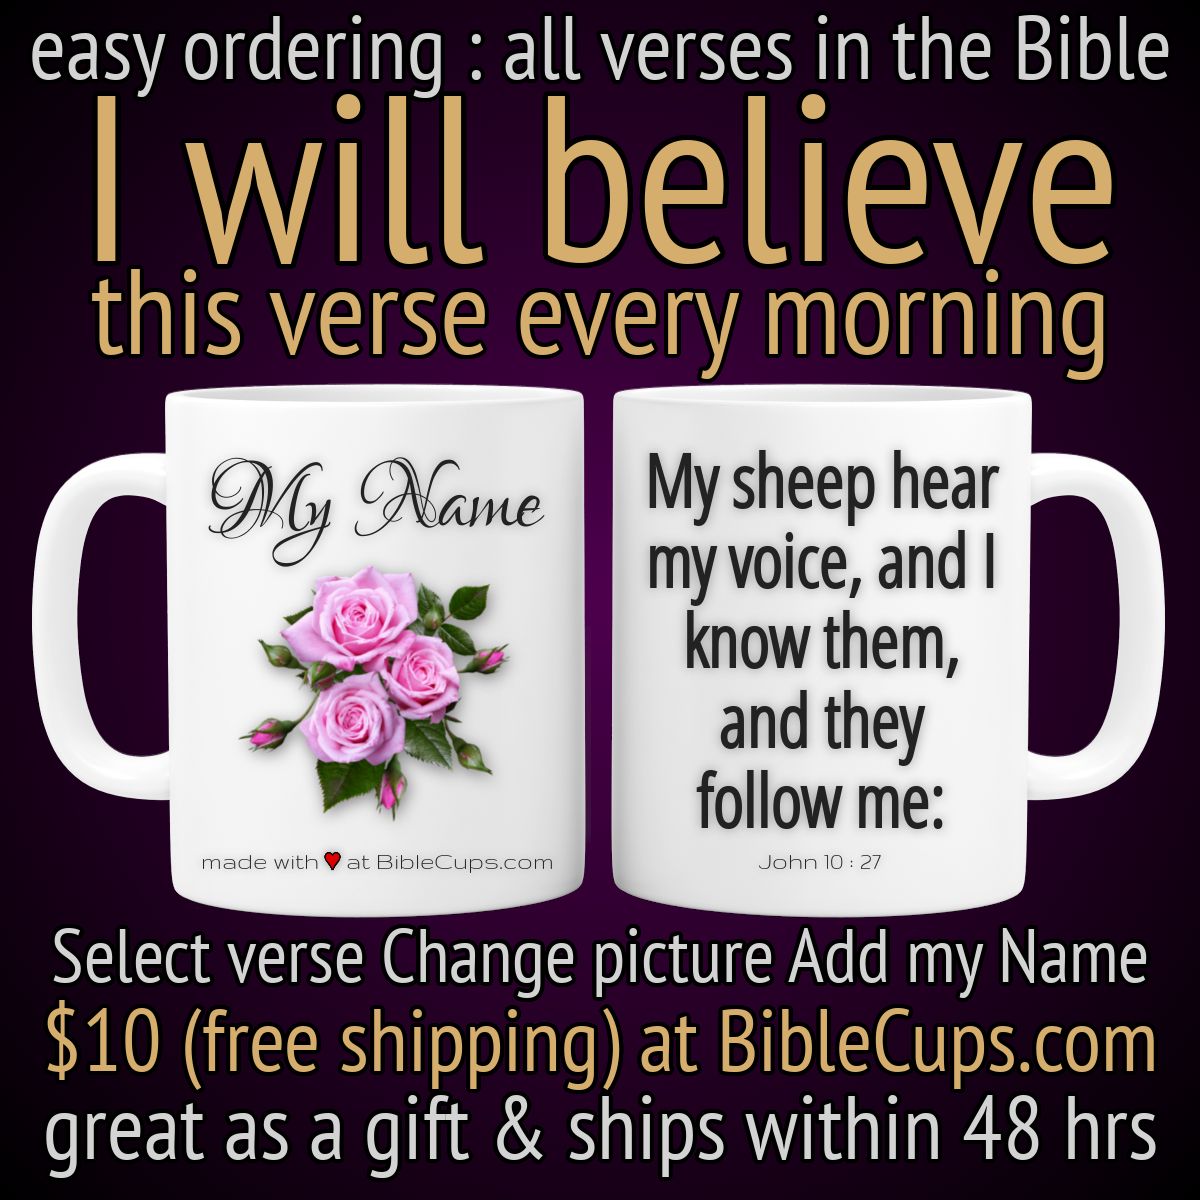 easy ordering : all verses in the Bible
I will believe
this verse every morning
My Name
made with ♥ at BibleCups.com
My sheep hear
my voice, and I
know them,
and they
follow me:
John 10 : 27
Select verse Change picture Add my Name
$10 (free shipping) at BibleCups.com
great as a gift & ships within 48 hrs